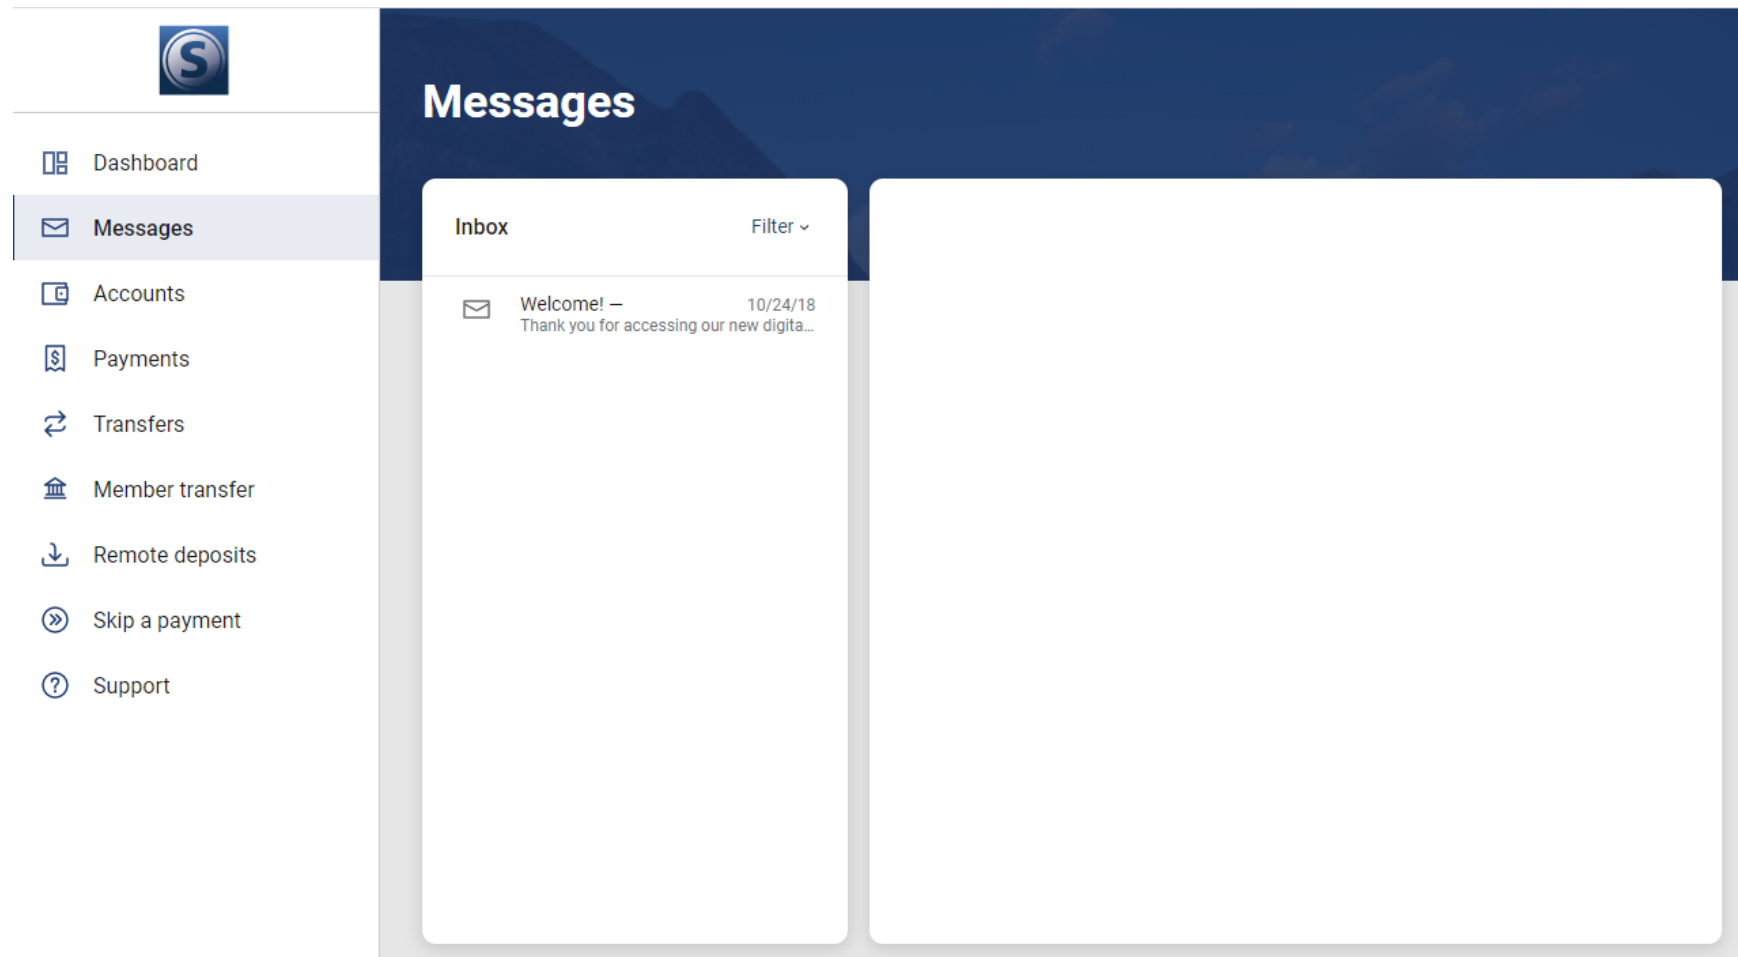 S
Dashboard
Messages
Accounts
Payments
Transfers
Member transfer
Remote deposits
Skip a payment
Support
Messages
Inbox
Filter
Welcome! —
10/24/18
Thank you for accessing our new digita...